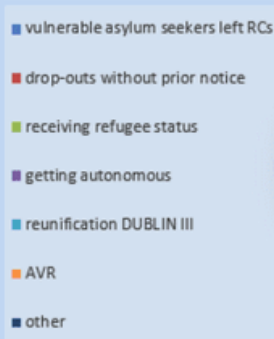 vulnerable asylum seekers left RCs
drop-outs without prior notice
receiving refugee status
getting autonomous
reunification DUBLIN III
AVR
other